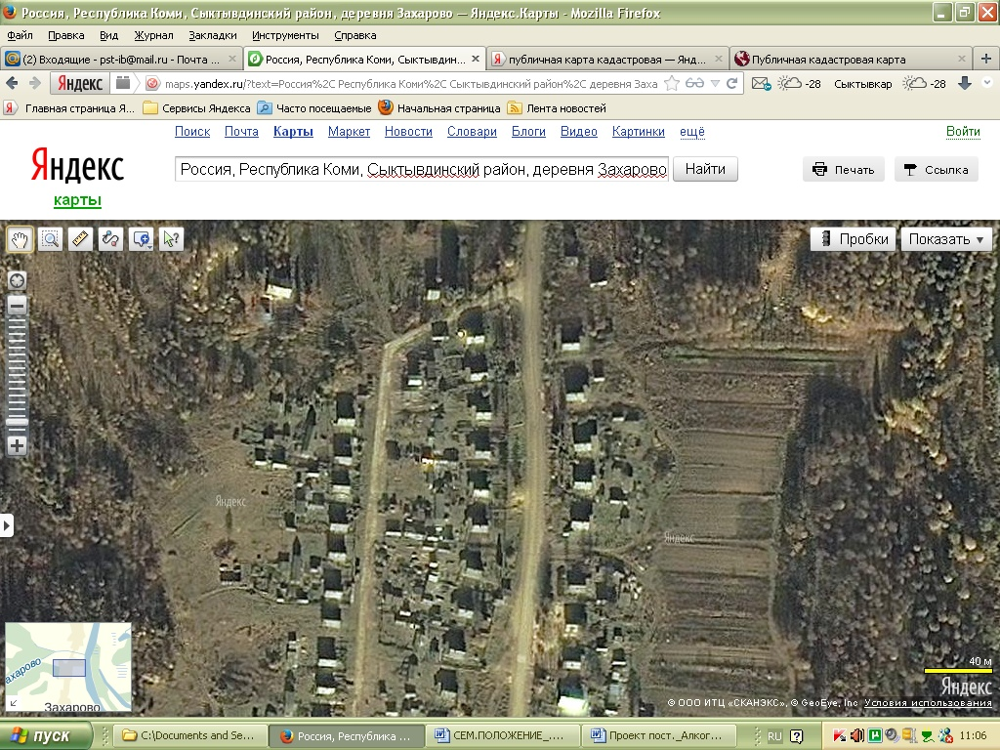 Россия, Республика Коми, Сыктывдинский район, деревня Захарово — Яндекс.Карты - Mozilla Firefox
Файл Правка Вид Журнал Закладки Инструменты Справка
(2) Входящие - pst-ib@mail.ru - Почта ... Россия, Республика Коми, Сыктывдин... публичная карта кадастровая — Янд... Публичная кадастровая карта
Яндекс maps.yandex.ru/?text=Россия%2C Республика Коми%2C Сыктывдинский район%2C деревня Заха -28 Сыктывкар -28
Главная страница Я... Сервисы Яндекса Часто посещаемые Начальная страница Лента новостей
Поиск Почта Карты Маркет Новости Словари Блоги Видео Картинки ещё Войти
Яндекс
карты
Россия, Республика Коми, Сыктывдинский район, деревня Захарово Найти Печать Ссылка
Пробки Показать
Яндекс
Яндекс
ахарово
Захарово
40 м
Яндекс
© ООО ИТЦ «СКАНЭКС», © GeoEye, Inc Условия использования
пуск C:\Documents and Se... Россия, Республика ... СЕМ.ПОЛОЖЕНИЕ_.... Проект пост._Алког... RU 11:06